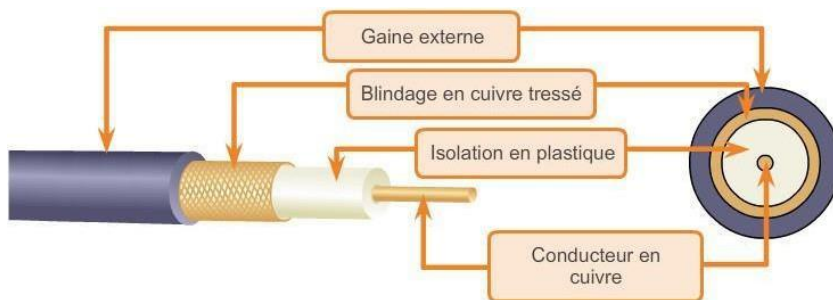 Gaine externe
Blindage en cuivre tressé
Isolation en plastique
Conducteur en
cuivre